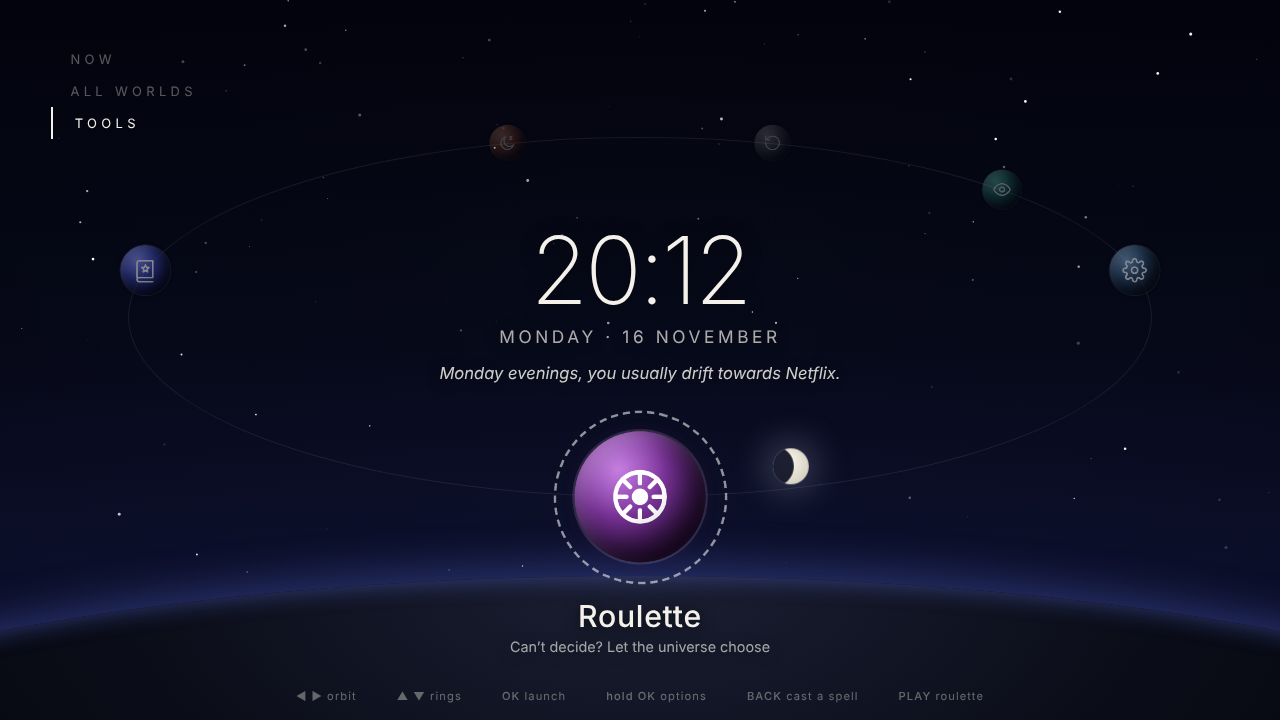 NOW
ALL WORLDS
TOOLS
20:12
MONDAY · 16 NOVEMBER
Monday evenings, you usually drift towards Netflix.
Roulette
Can’t decide? Let the universe choose
◀ ▶ orbit ▲ ▼ rings OK launch hold OK options BACK cast a spell PLAY roulette